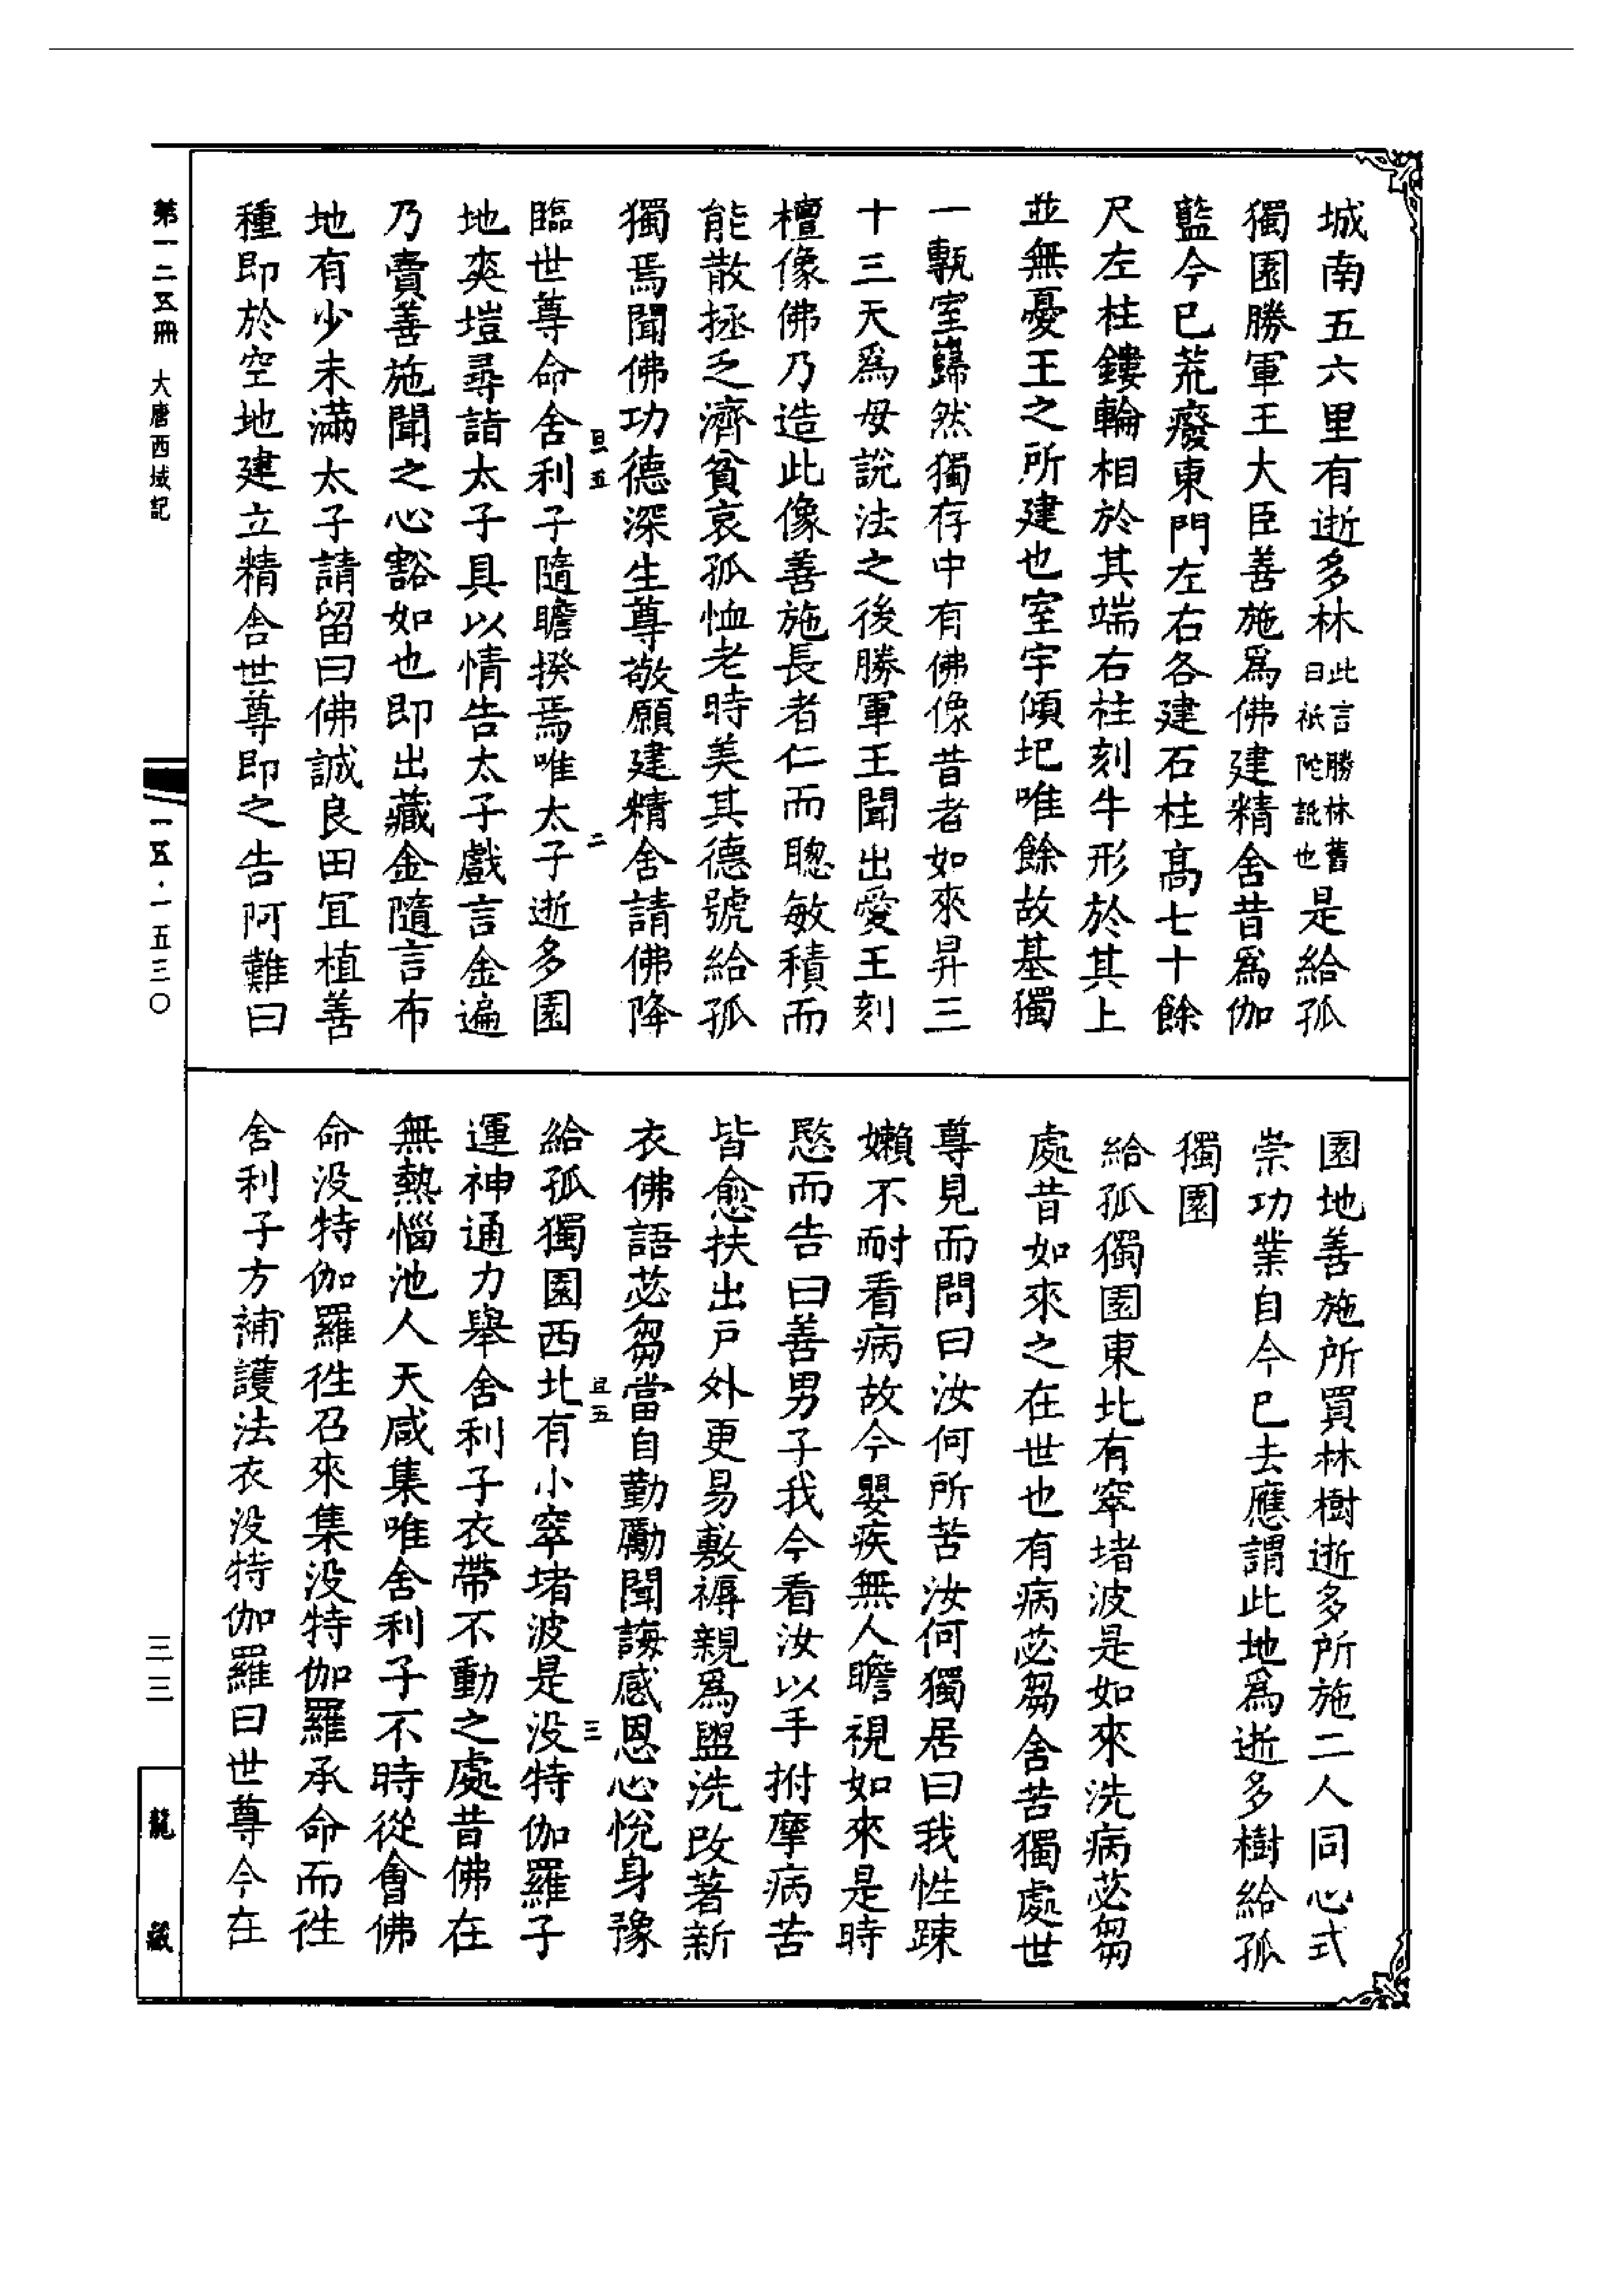 城南五六里有逝多林此言勝林舊曰祇陀訛也是給孤
獨園勝軍王大臣善施爲佛建精舍昔爲伽
藍今已荒廢東門左右各建石柱高七十餘
尺左柱鏤輪相於其端右柱刻牛形於其上
並無憂王之所建也室宇傾圮唯餘故基獨
一甎室巋然獨存中有佛像昔者如來昇三
十三天爲母說法之後勝軍王聞出愛王刻
檀像佛乃造此像善施長者仁而聰敏積而
能散拯乏濟貧哀孤恤老時美其德號給孤
獨焉聞佛功德深生尊敬願建精舍請佛降
旦五
二
臨世尊命舍利子隨瞻揆焉唯太子逝多園
地爽塏尋詣太子具以情告太子戲言金遍
乃賣善施聞之心豁如也即出藏金隨言布
地有少未滿太子請留曰佛誠良田宜植善
種即於空地建立精舍世尊即之告阿難曰
園地善施所買林樹逝多所施二人同心式
崇功業自今已去應謂此地爲逝多樹給孤
獨園
給孤獨園東北有窣堵波是如來洗病苾芻
處昔如來之在世也有病苾芻舍苦獨處世
尊見而問曰汝何所苦汝何獨居曰我性踈
嬾不耐看病故今嬰疾無人瞻視如來是時
愍而告曰善男子我今看汝以手拊摩病苦
皆愈扶出戶外更易敷褥親爲盥洗改著新
衣佛語苾芻當自勤勵聞誨感恩心悅身豫
旦五
三
給孤獨園西北有小窣堵波是没特伽羅子
運神通力舉舍利子衣帶不動之處昔佛在
無熱惱池人天咸集唯舍利子不時從會佛
命没特伽羅徃召來集没特伽羅承命而徃
舍利子方補護法衣没特伽羅曰世尊今在
第一二五冊 大唐西域記
一一五·一五三〇
三三
龍藏